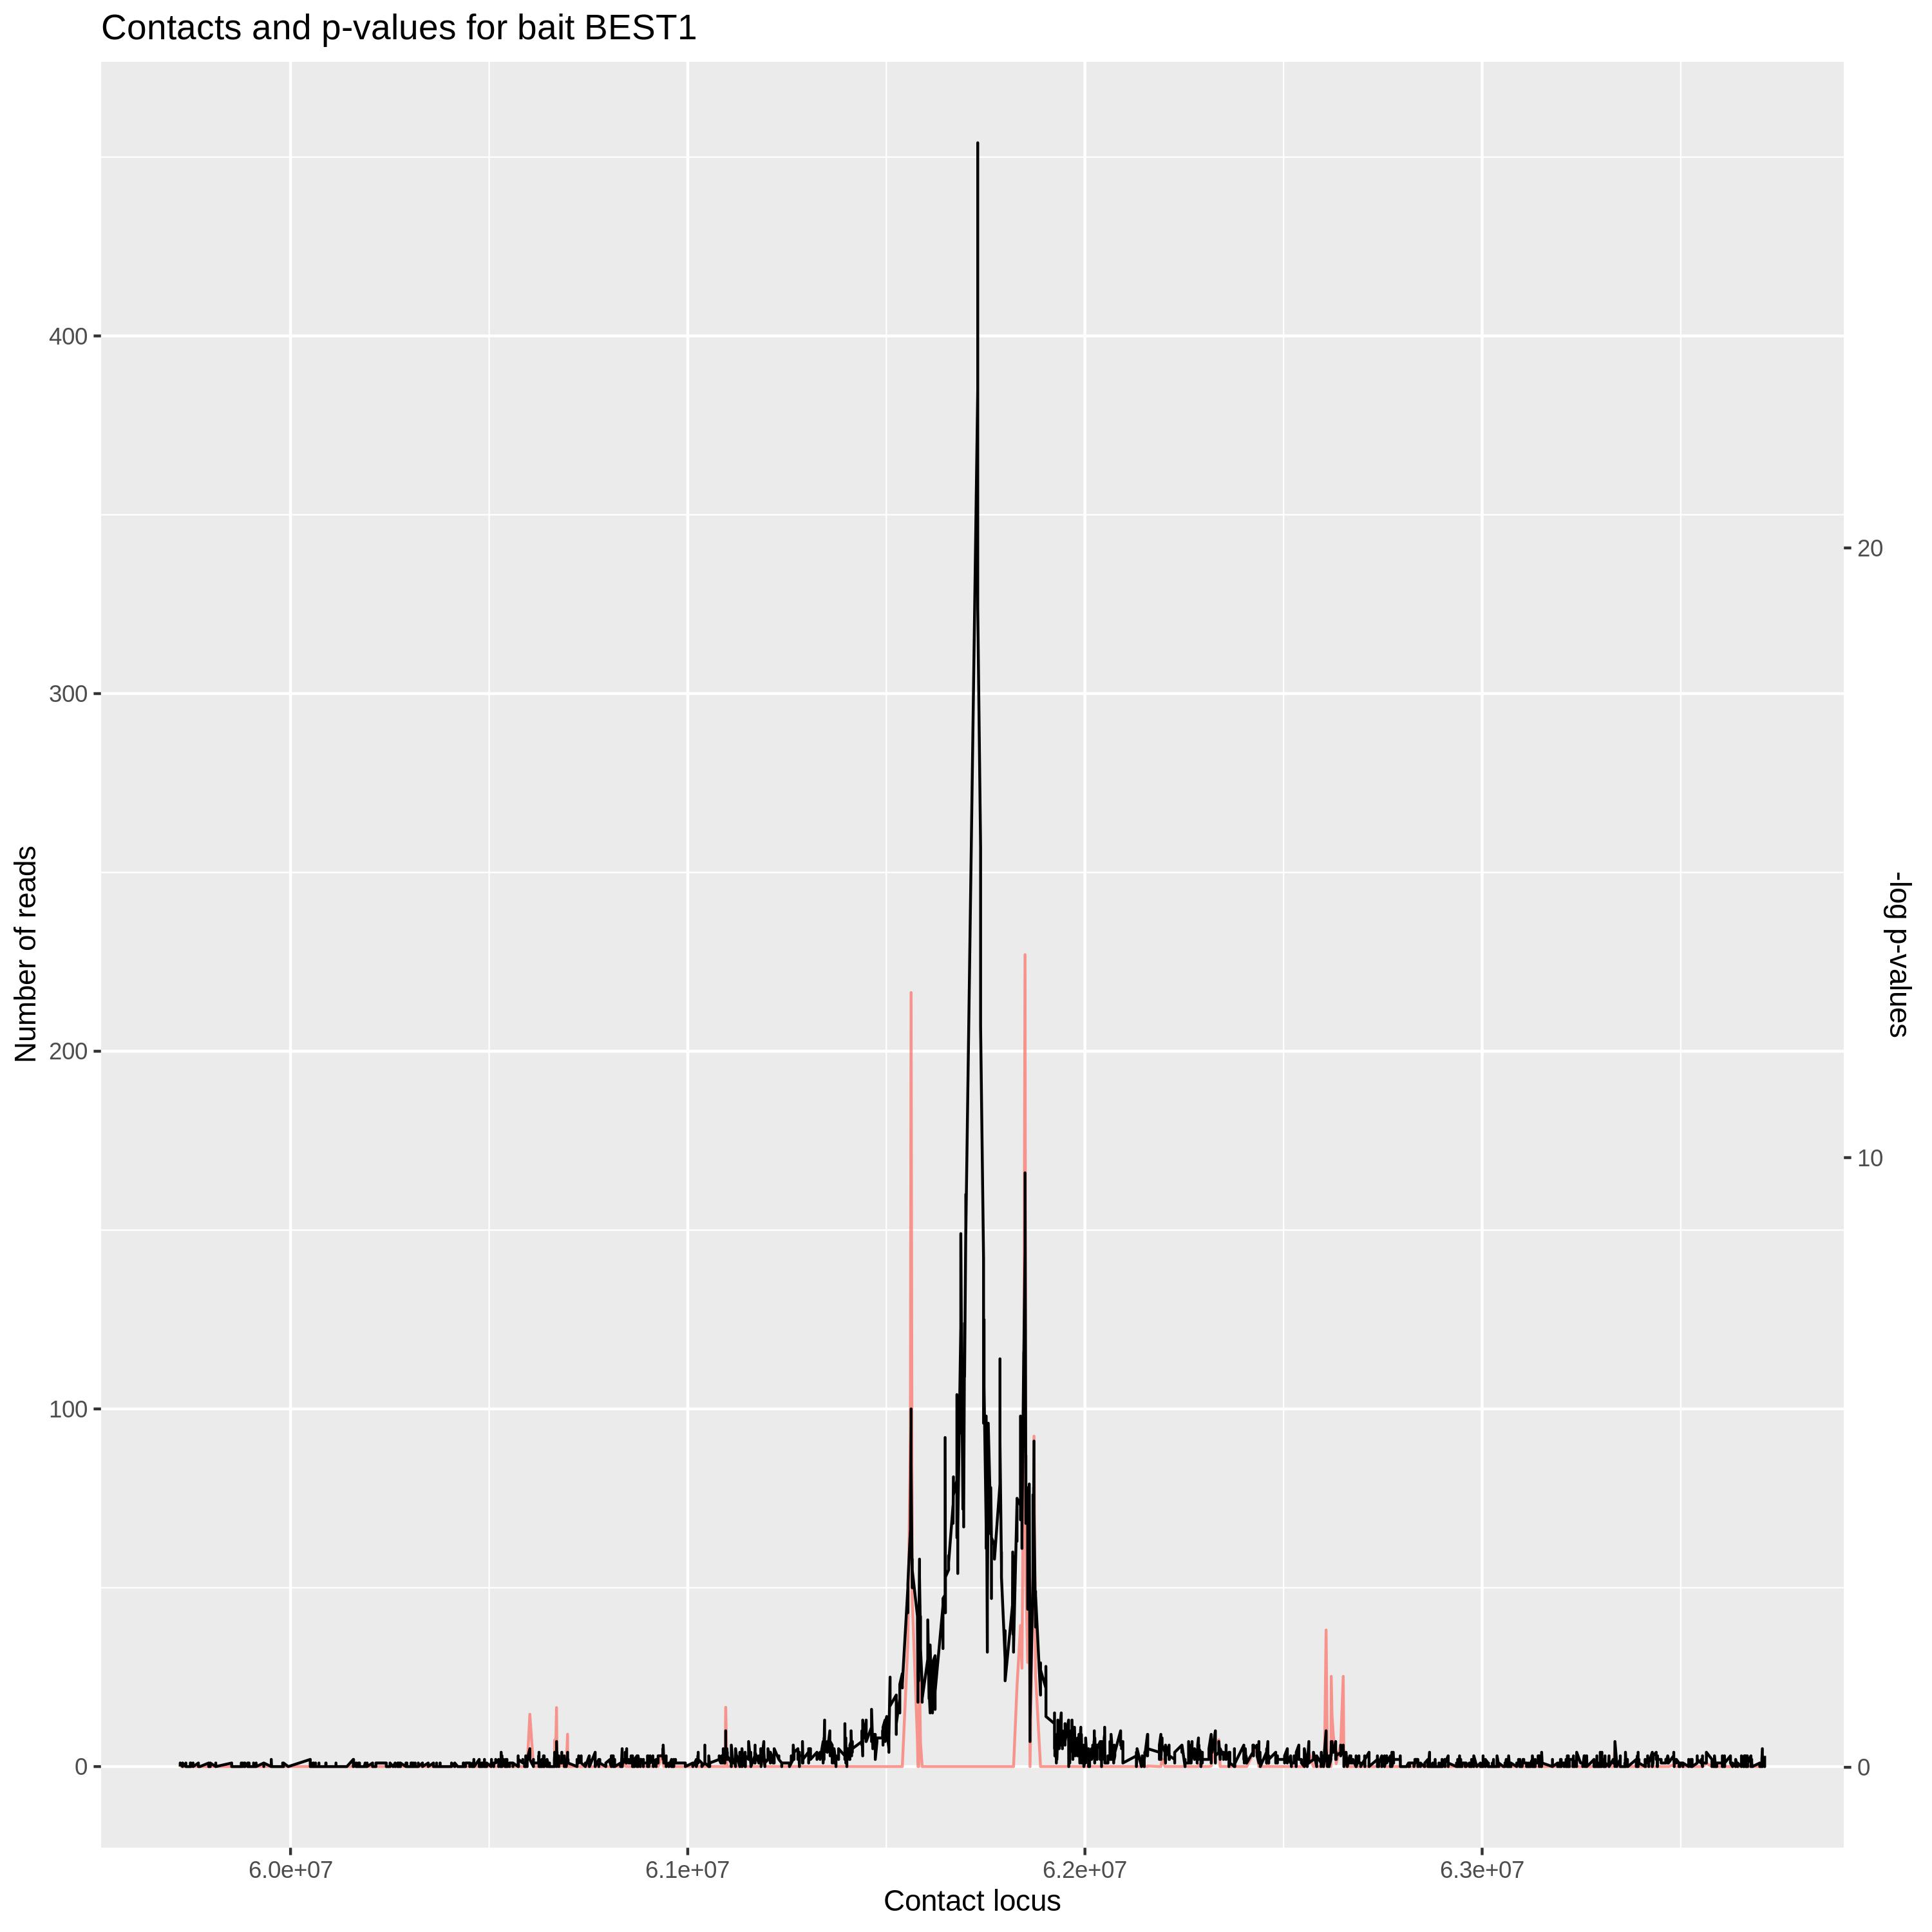 Contacts and p-values for bait BEST1
Number of reads
400
300
200
100
0
20
10
0
-log p-values
6.0e+07
6.1e+07
6.2e+07
6.3e+07
Contact locus